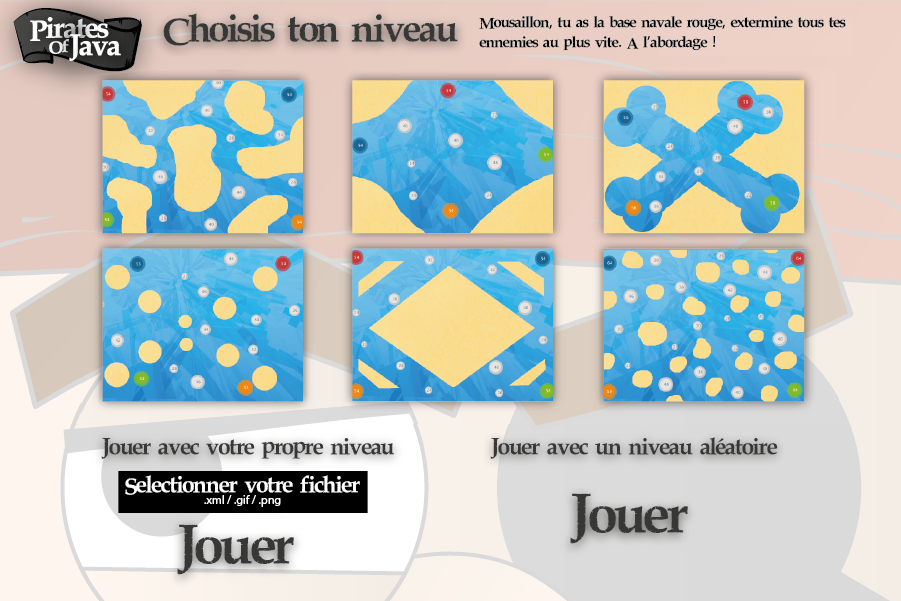 Pirates
Of Java
Choisis ton niveau
Mousaillon, tu as la base navale rouge, extermine tous tes
ennemies au plus vite. A l'abordage !
Jouer avec votre propre niveau
Jouer avec un niveau aléatoire
Selectionner votre fichier
.xml / .gif / .png
Jouer
Jouer